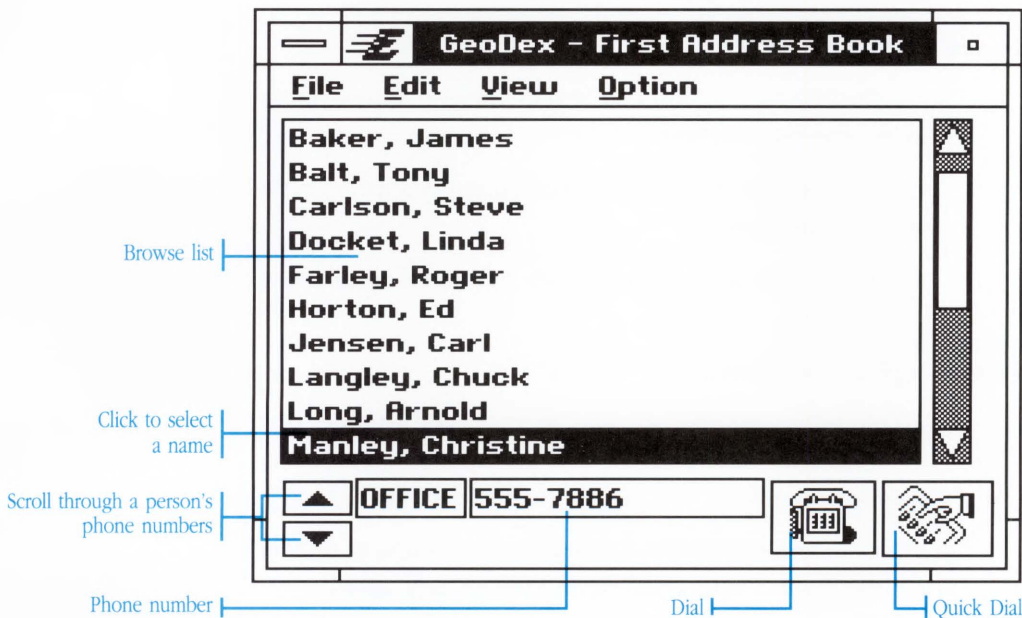 GeoDex – First Address Book
File Edit View Option
Baker, James
Balt, Tony
Carlson, Steve
Docket, Linda
Farley, Roger
Horton, Ed
Jensen, Carl
Langley, Chuck
Long, Arnold
Manley, Christine
OFFICE 555-7886
Browse list
Click to select
a name
Scroll through a person's
phone numbers
Phone number
Dial
Quick Dial